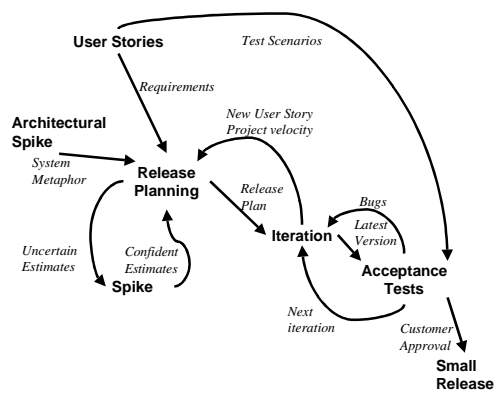 User Stories
Test Scenarios
Requirements
New User Story
Project velocity
Architectural
Spike
System
Metaphor
Release
Planning
Release
Plan
Bugs
Latest
Version
Iteration
Uncertain
Estimates
Confident
Estimates
Spike
Acceptance
Tests
Next
iteration
Customer
Approval
Small
Release